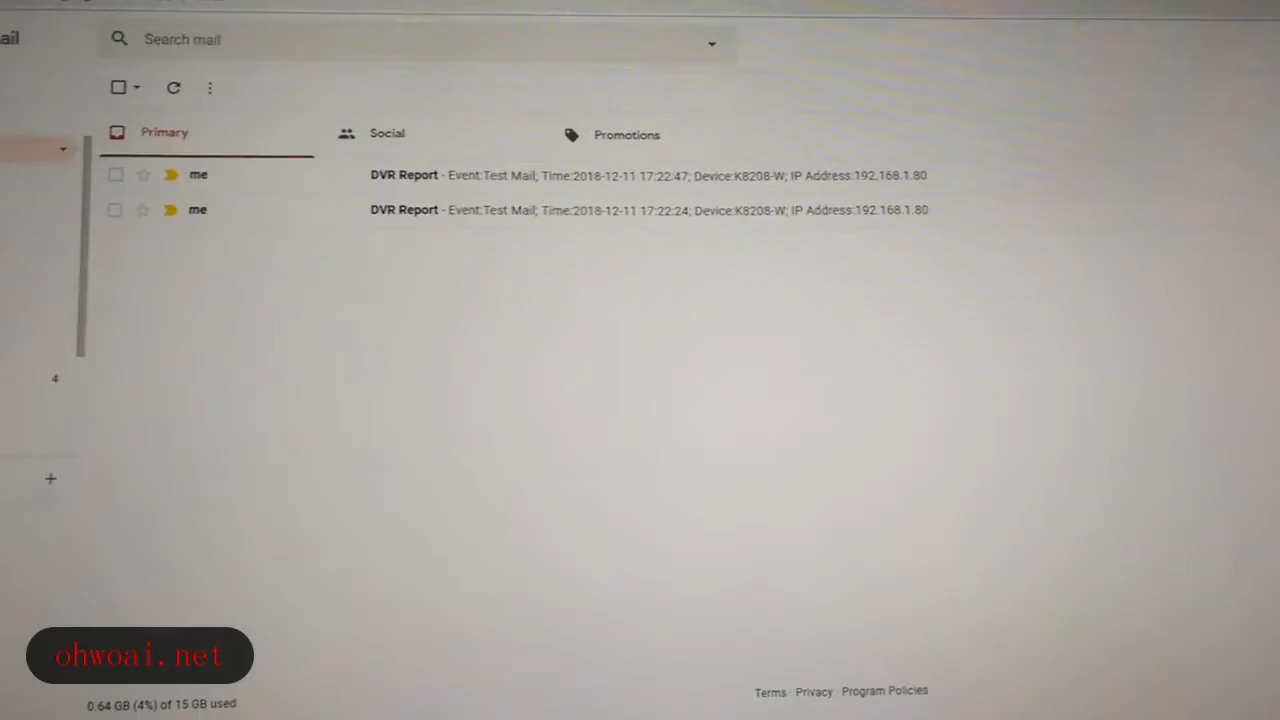 ail
Search mail
Primary
Social
Promotions
me DVR Report - Event:Test Mail; Time:2018-12-11 17:22:47; Device:K8208-W; IP Address:192.168.1.80
me DVR Report - Event:Test Mail; Time:2018-12-11 17:22:24; Device:K8208-W; IP Address:192.168.1.80
4
+
ohwoai.net
0.64 GB (4%) of 15 GB used
Terms · Privacy · Program Policies